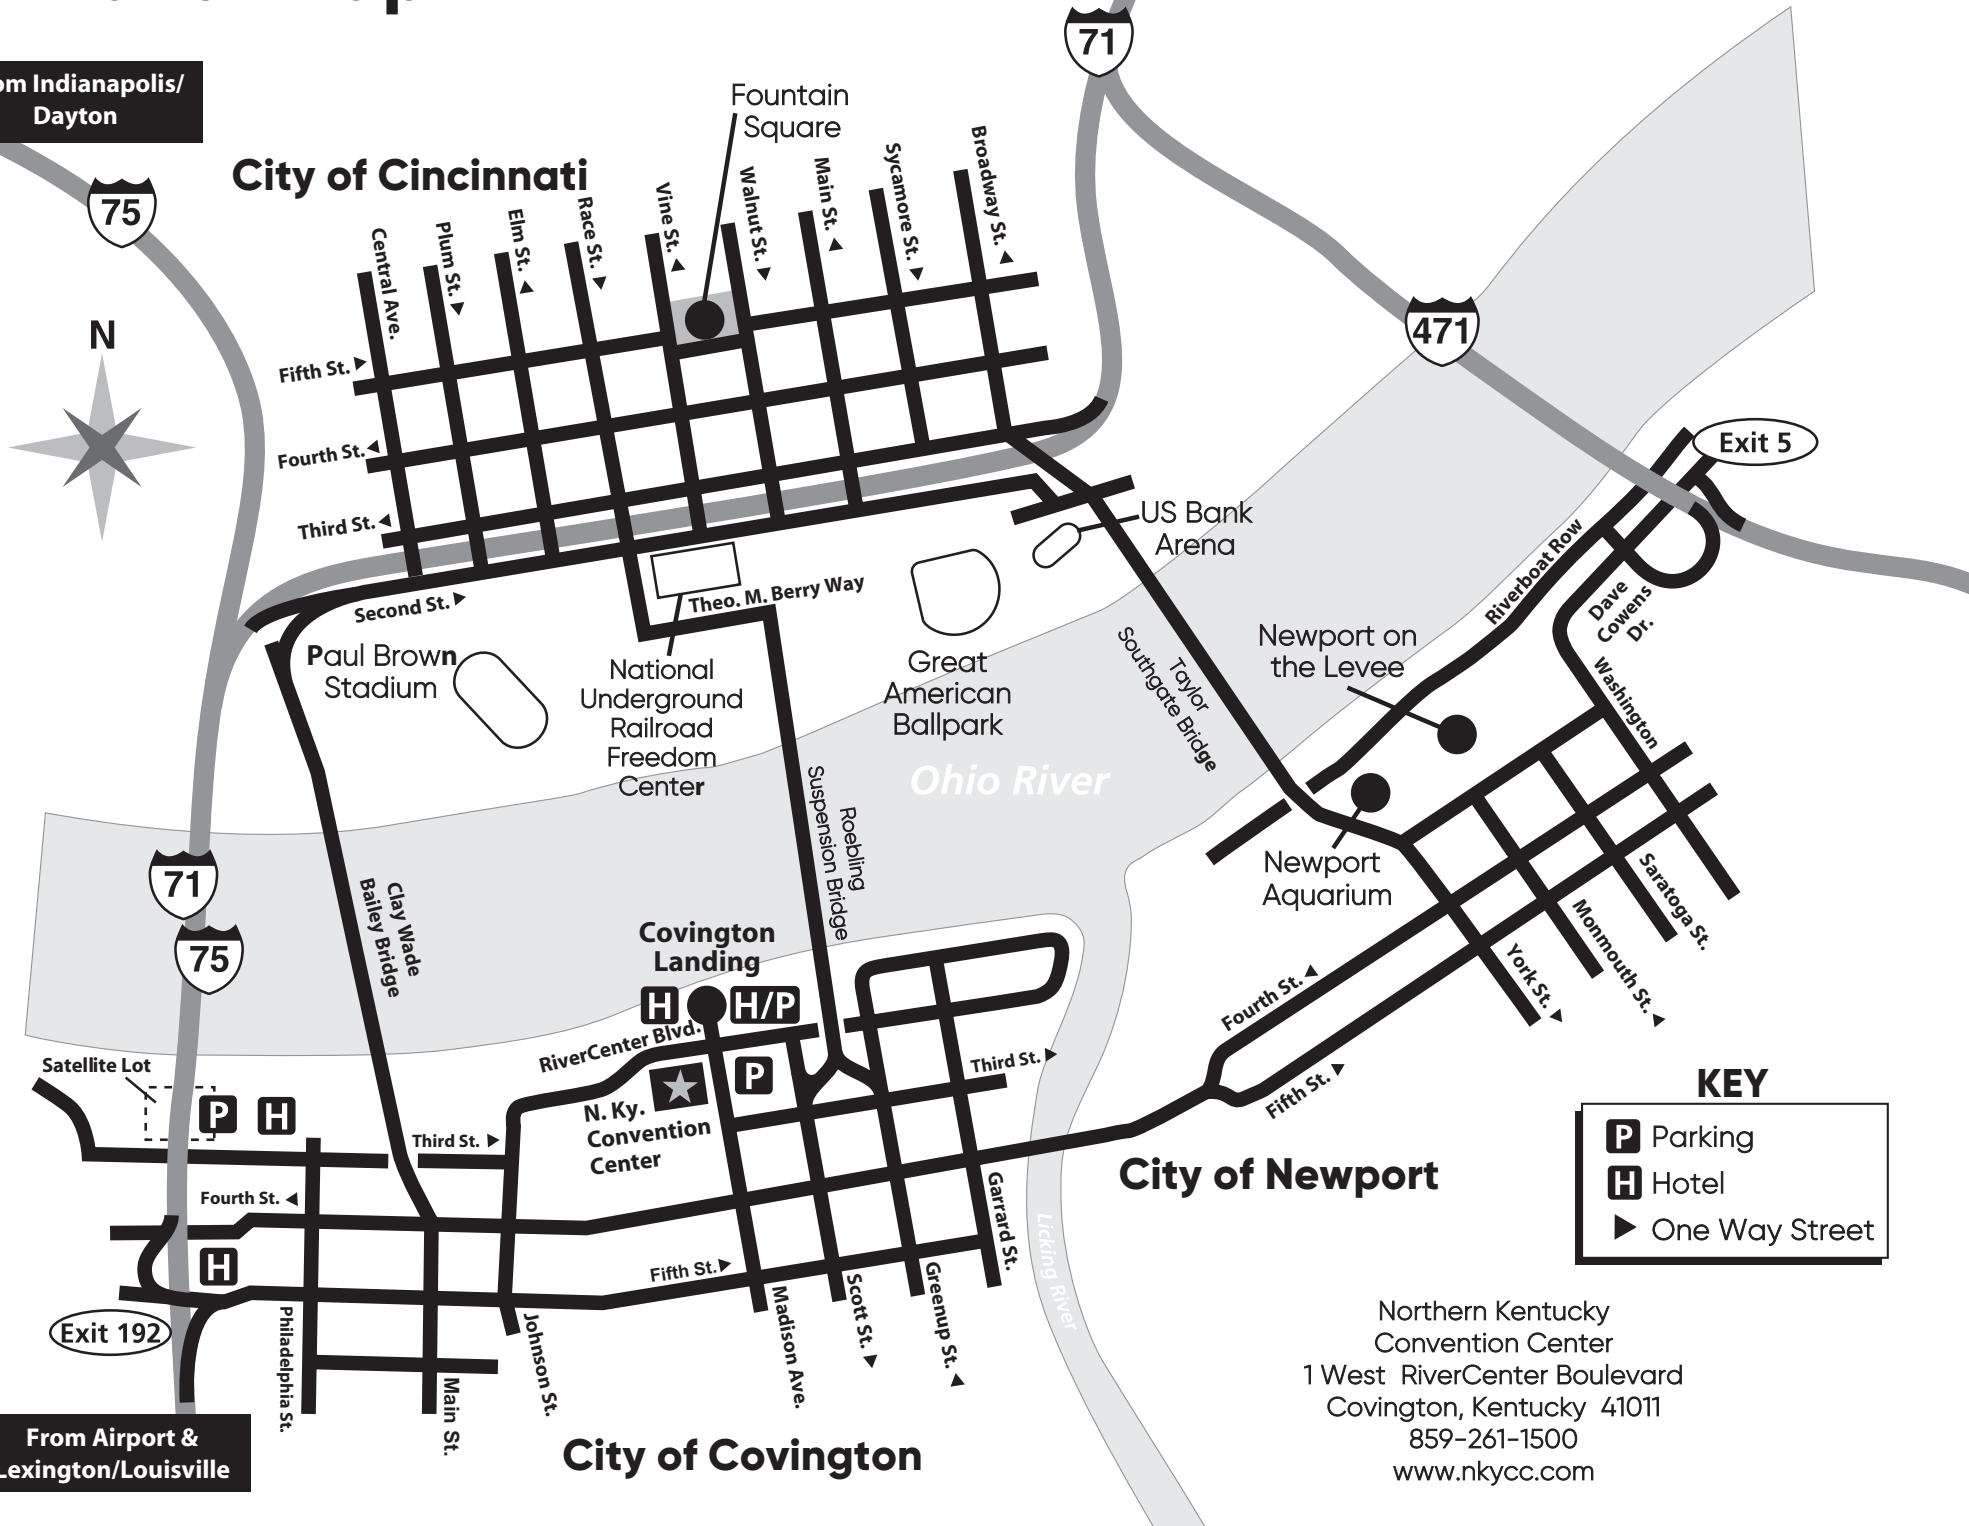 om Indianapolis/
Dayton
71
Fountain
Square
City of Cincinnati
75
N
Central Ave.
Plum St.
Elm St.
Race St.
Vine St.
Walnut St.
Main St.
Sycamore St.
Broadway St.
Fifth St.
Fourth St.
Third St.
Second St.
471
Exit 5
US Bank
Arena
Theo. M. Berry Way
Paul Brown
Stadium
National
Underground
Railroad
Freedom
Center
Great
American
Ballpark
Taylor
Southgate Bridge
Riverboat Row
Dave
Cowens
Dr.
Newport on
the Levee
Washington
Ohio River
Roebling
Suspension Bridge
Newport
Aquarium
Saratoga St.
Monmouth St.
York St.
Fourth St.
Fifth St.
71
75
Clay Wade
Bailey Bridge
Covington
Landing
H
H/P
RiverCenter Blvd.
P
N. Ky.
Convention
Center
Third St.
Satellite Lot
P
H
Third St.
Fourth St.
H
Fifth St.
Exit 192
Philadelphia St.
Main St.
Johnson St.
Madison Ave.
Scott St.
Greenup St.
Garrard St.
Licking River
City of Newport
City of Covington
From Airport &
Lexington/Louisville
KEY
P Parking
H Hotel
One Way Street
Northern Kentucky
Convention Center
1 West RiverCenter Boulevard
Covington, Kentucky 41011
859-261-1500
www.nkycc.com